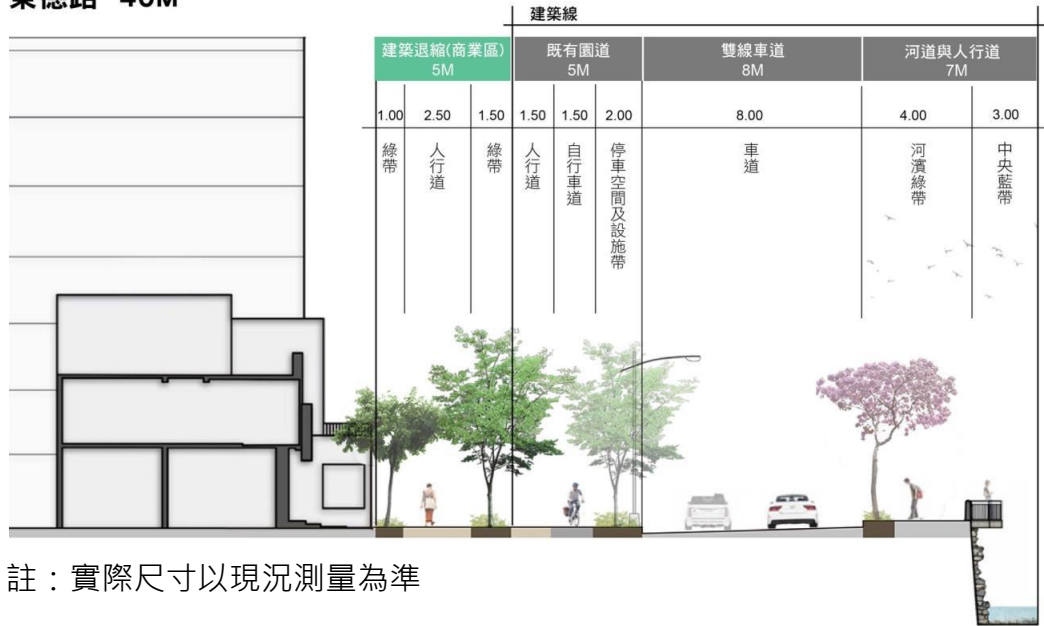 40M
建築線
建築退縮(商業區)
5M
既有園道
5M
雙線車道
8M
河道與人行道
7M
1.00
2.50
1.50
1.50
1.50
2.00
8.00
4.00
3.00
綠帶
人行道
綠帶
人行道
自行車道
停車空間及設施帶
車道
河濱綠帶
中央藍帶
註：實際尺寸以現況測量為準